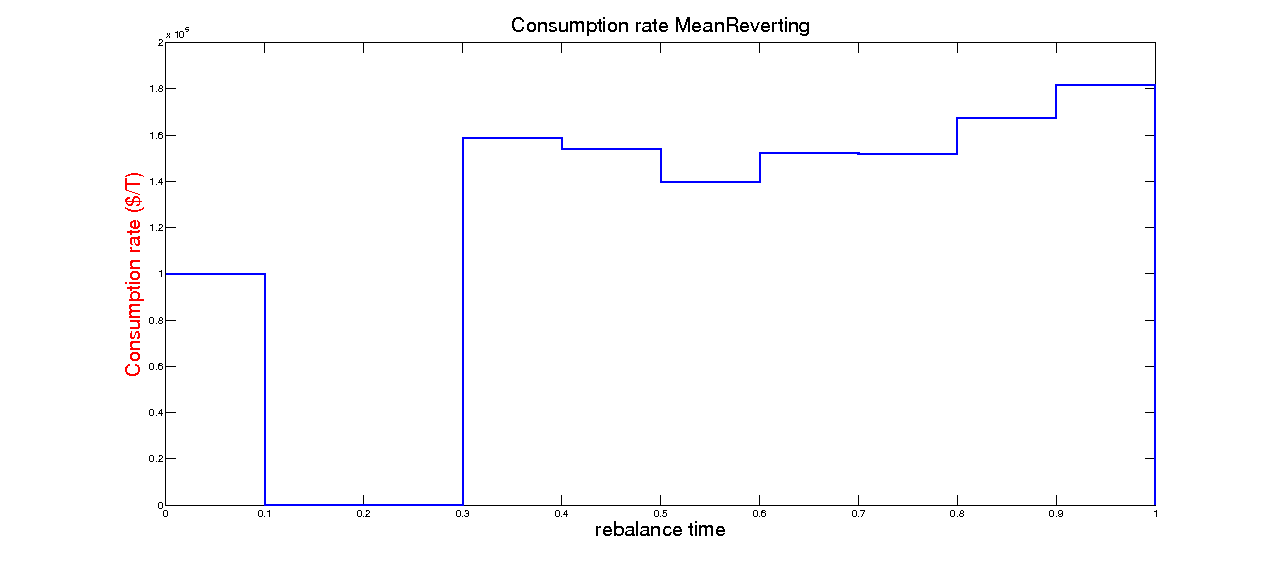 Consumption rate MeanReverting
x 10^5
2
1.8
1.6
1.4
1.2
1
0.8
0.6
0.4
0.2
0
Consumption rate ($/T)
0 0.1 0.2 0.3 0.4 0.5 0.6 0.7 0.8 0.9 1
rebalance time